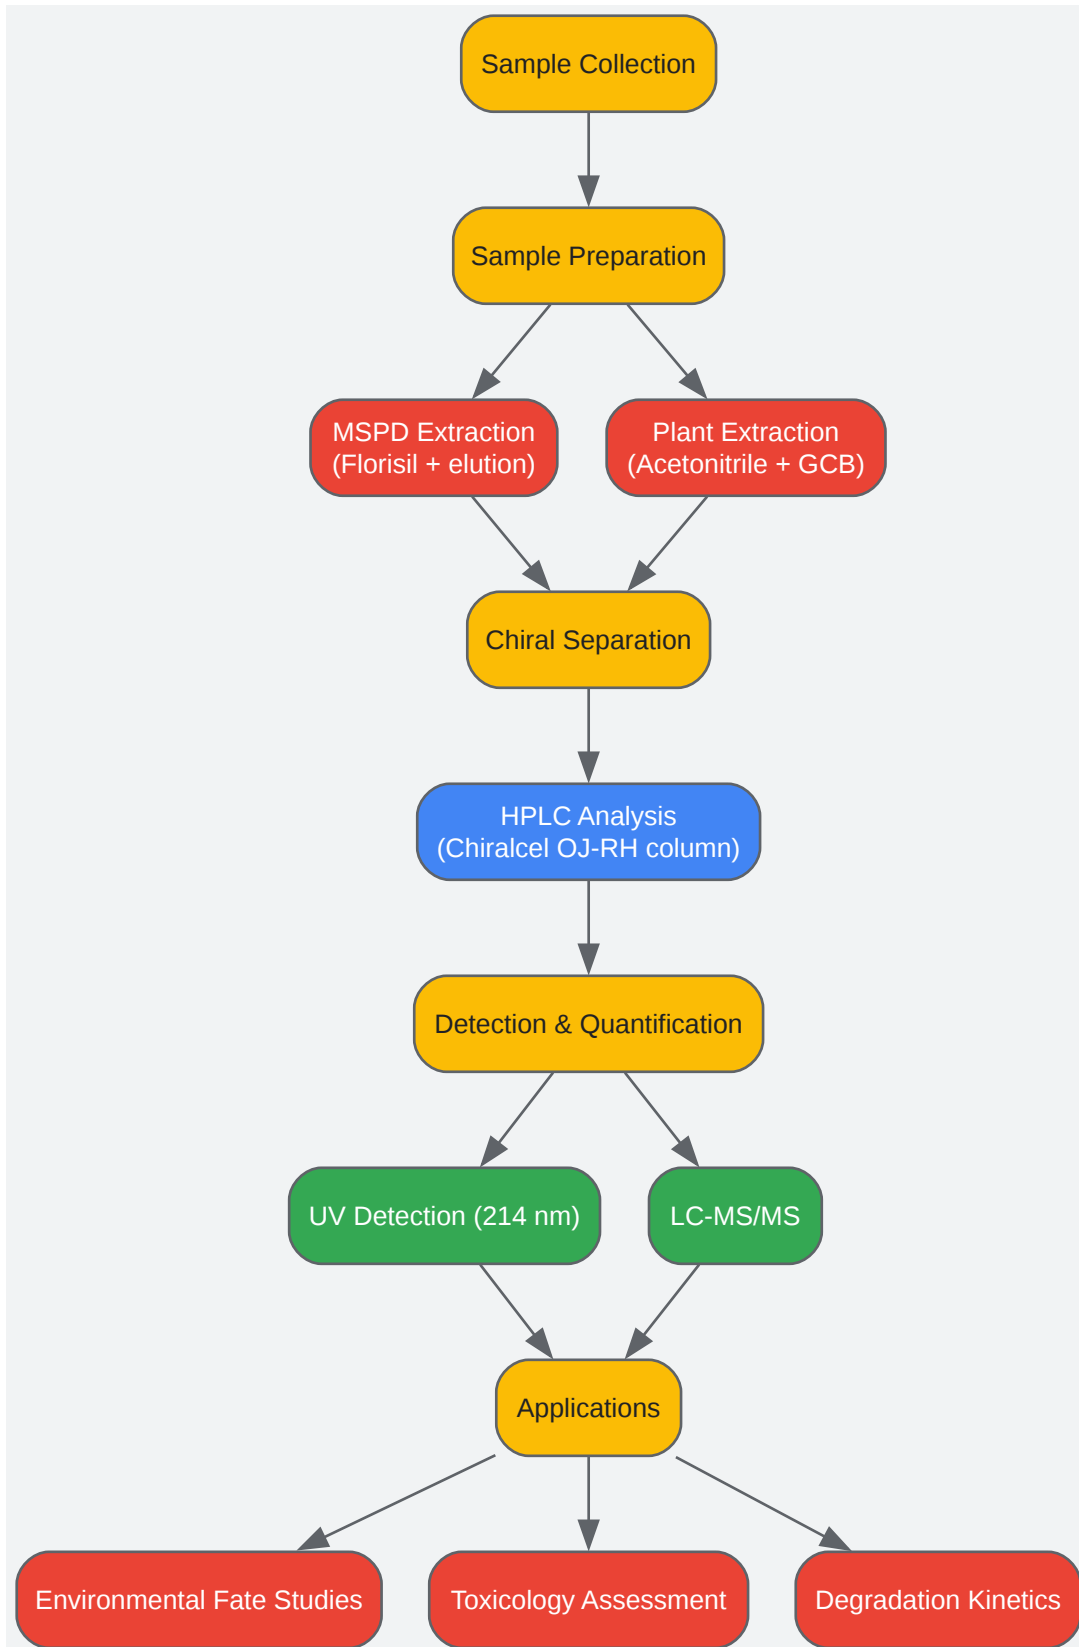 Sample Collection
Sample Preparation
MSPD Extraction
(Florisil + elution)
Plant Extraction
(Acetonitrile + GCB)
Chiral Separation
HPLC Analysis
(Chiralcel OJ-RH column)
Detection & Quantification
UV Detection (214 nm)
LC-MS/MS
Applications
Environmental Fate Studies
Toxicology Assessment
Degradation Kinetics